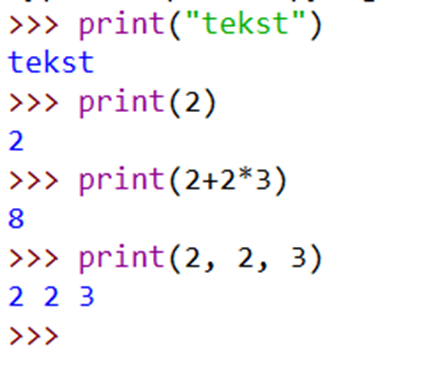 >>> print("tekst")
tekst
>>> print(2)
2
>>> print(2+2*3)
8
>>> print(2, 2, 3)
2 2 3
>>>